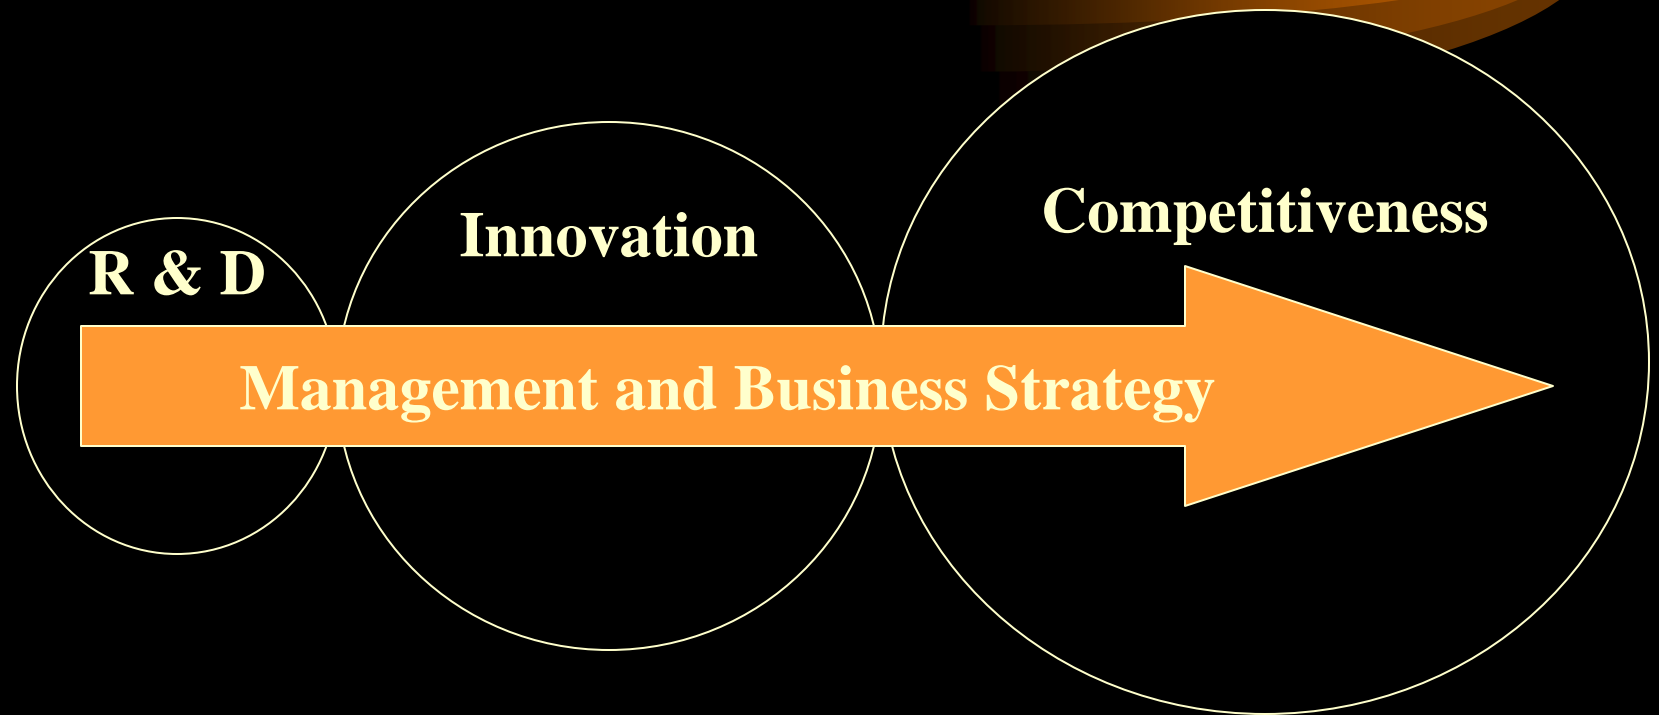 R & D
Innovation
Competitiveness
Management and Business Strategy